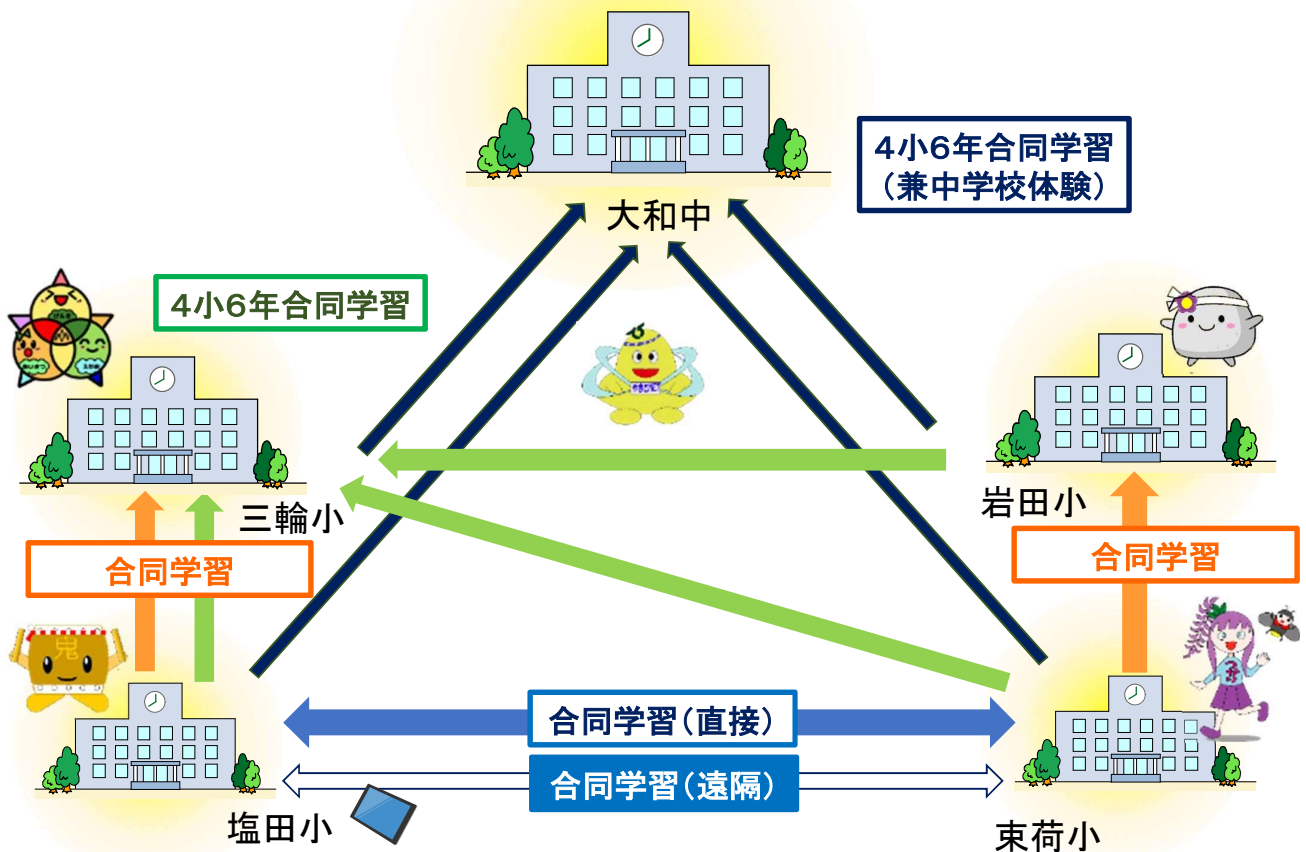 4小6年合同学習
(兼中学校体験)
大和中
4小6年合同学習
三輪小
岩田小
合同学習
合同学習
鬼
合同学習(直接)
合同学習(遠隔)
塩田小
束荷小